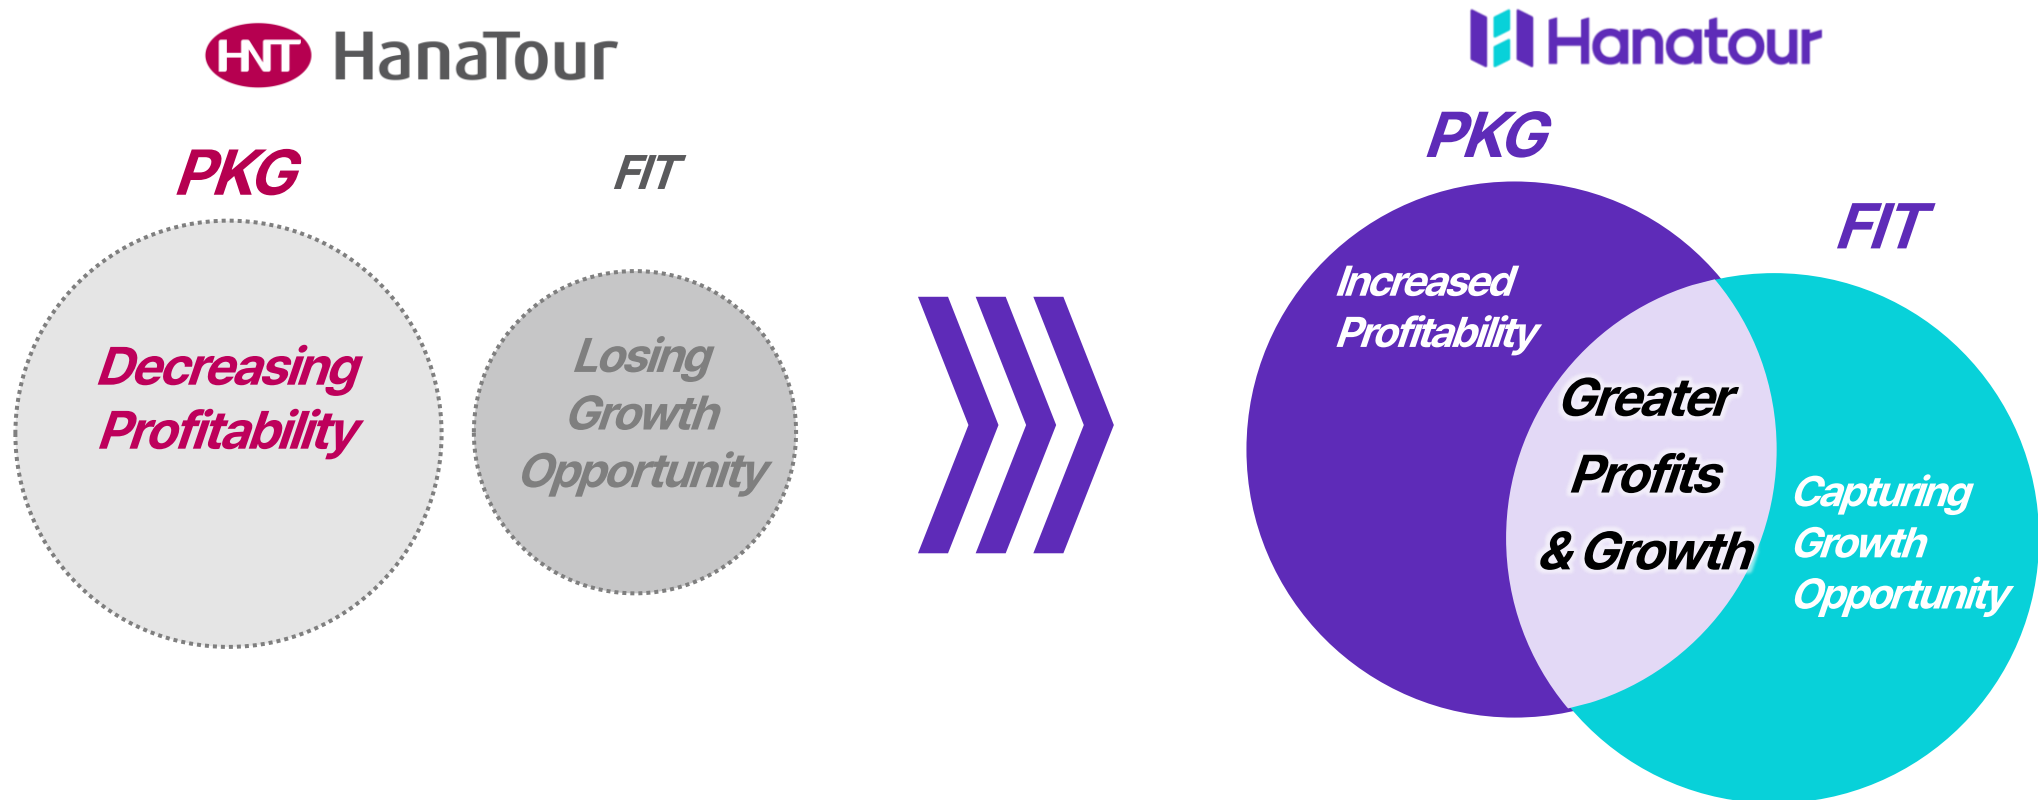 HNT HanaTour
PKG
Decreasing
Profitability
FIT
Losing
Growth
Opportunity
Hanatour
PKG
Increased
Profitability
Greater
Profits
& Growth
FIT
Capturing
Growth
Opportunity